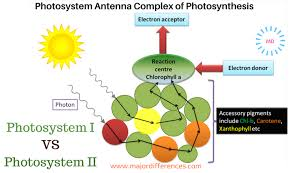 Photosystem Antenna Complex of Photosynthesis
Electron acceptor
MD
Reaction
centre
Chlorophyll a
Electron donor
Photon
Accessory pigments
include Chl-b, Carotene,
Xanthophyll etc
Photosystem I
VS
Photosystem II
www.majordifferences.com